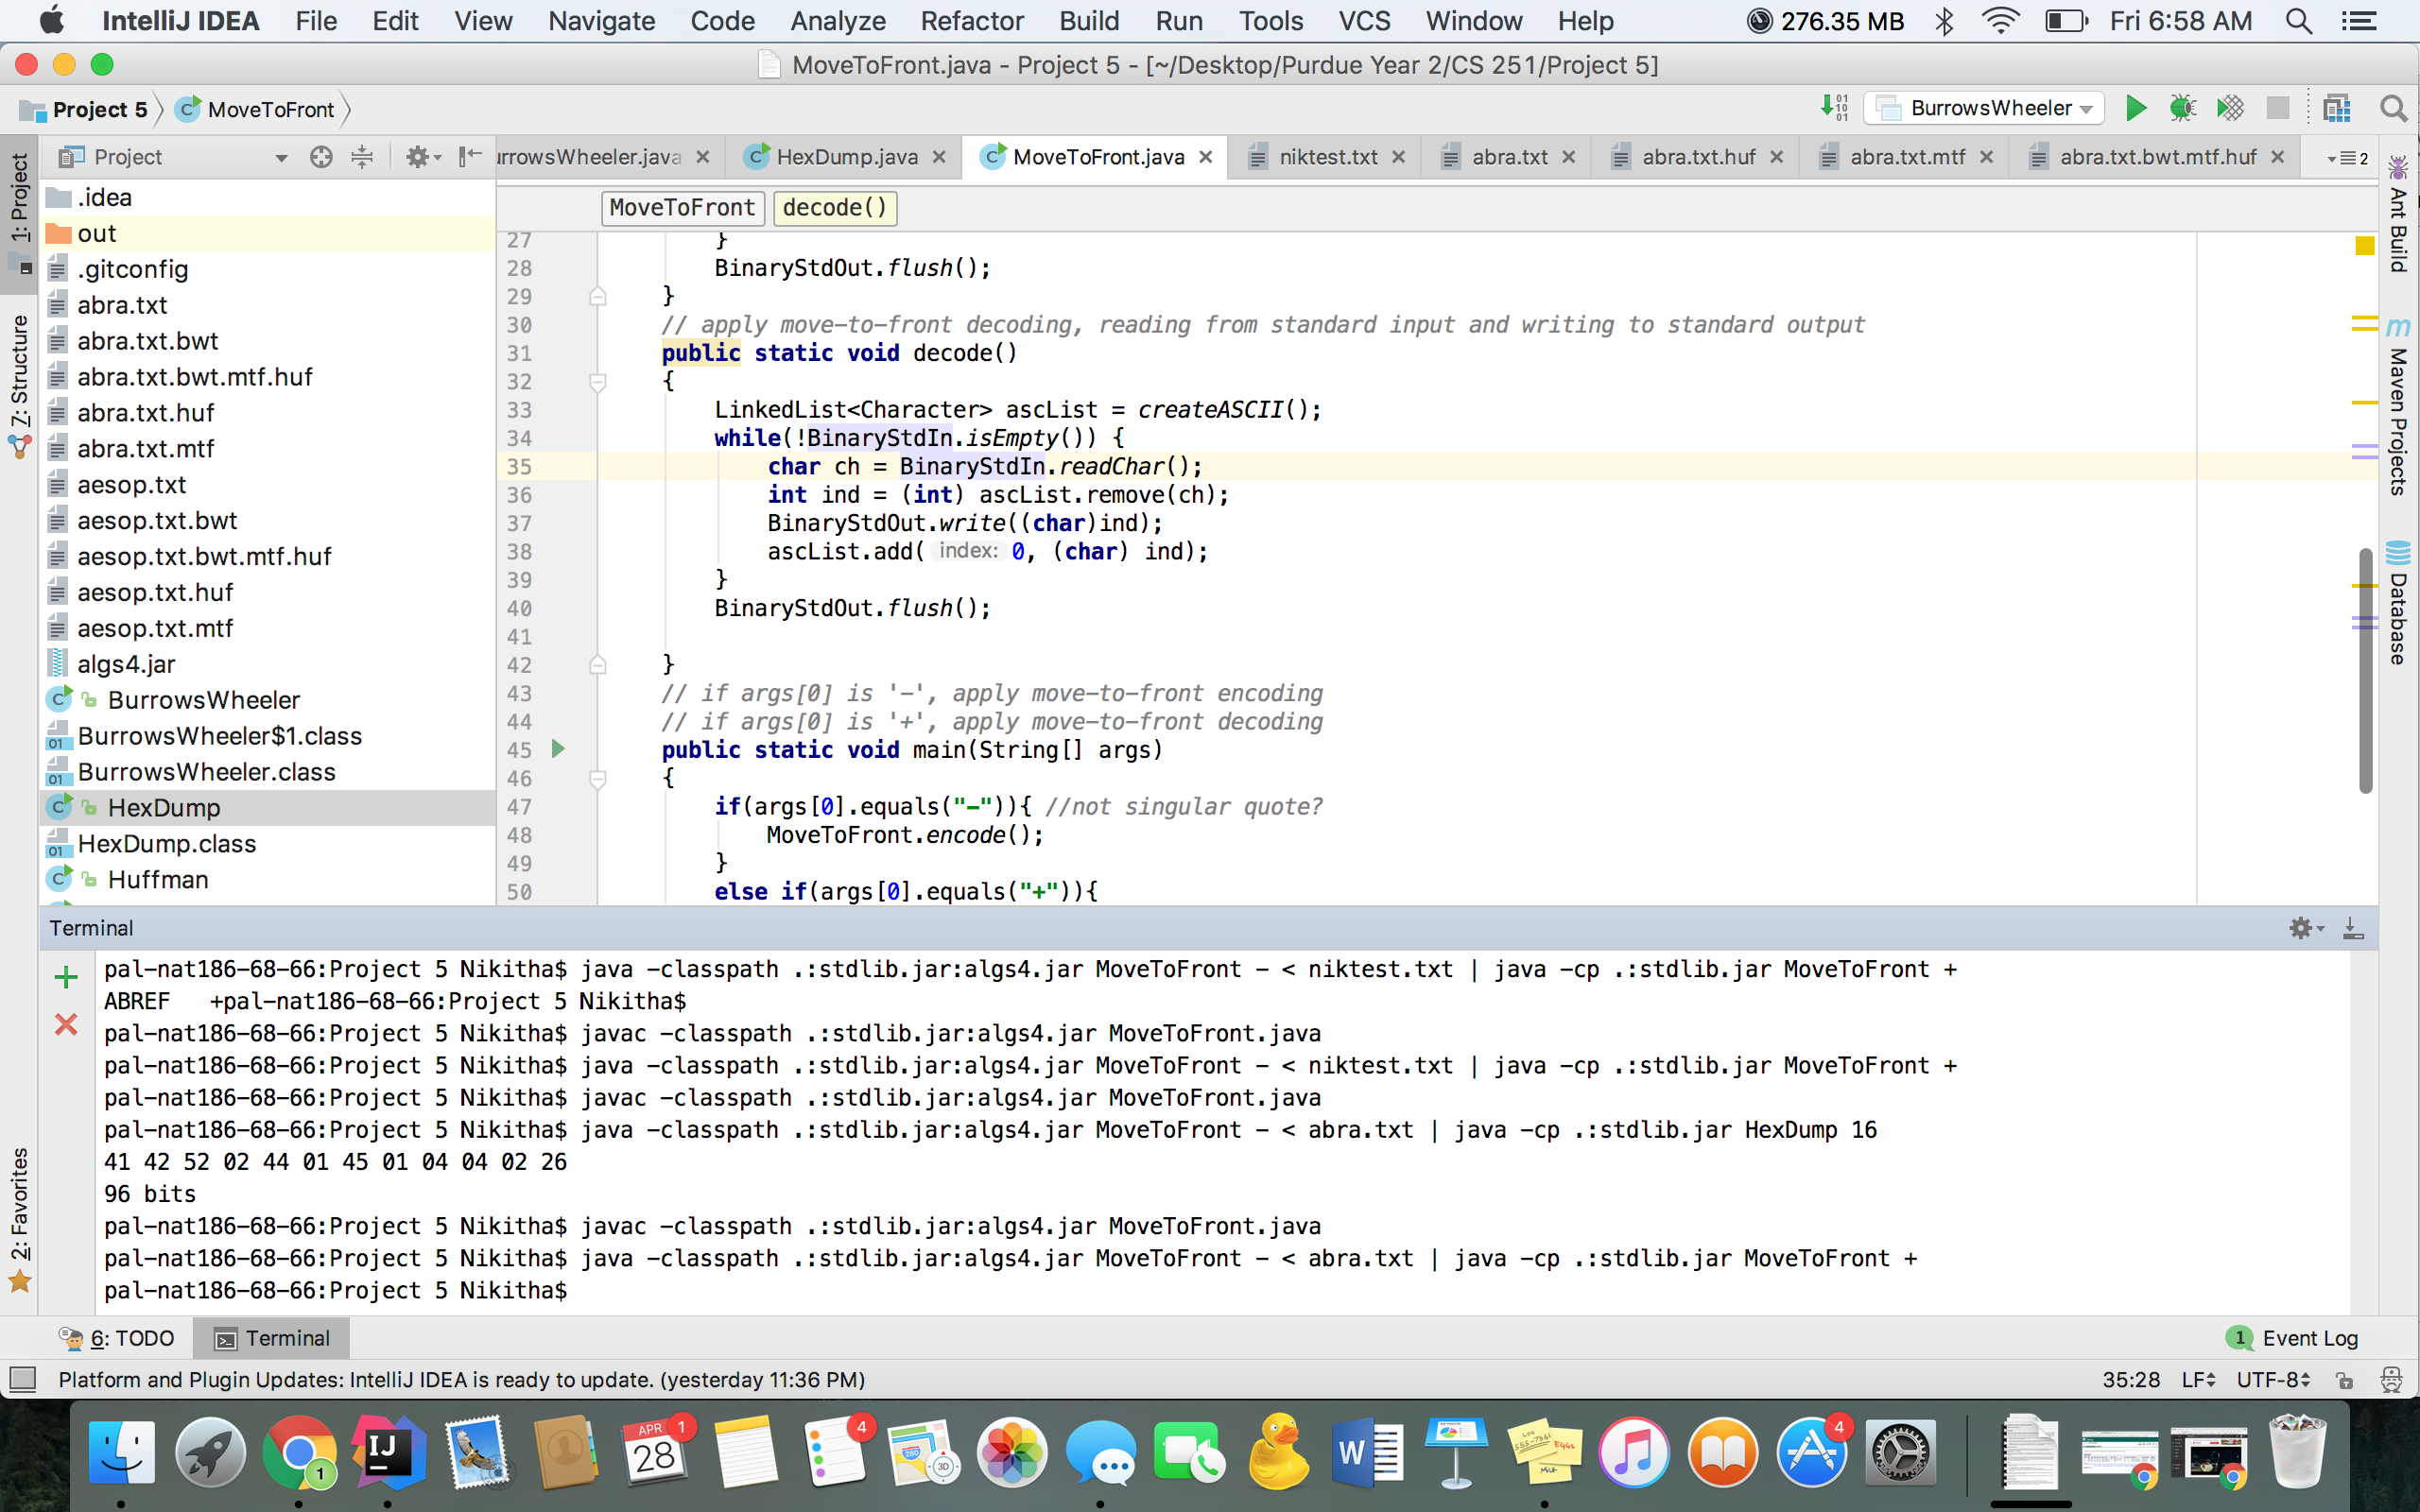 IntelliJ IDEA File Edit View Navigate Code Analyze Refactor Build Run Tools VCS Window Help 276.35 MB Fri 6:58 AM
MoveToFront.java - Project 5 - [~/Desktop/Purdue Year 2/CS 251/Project 5]
Project 5 MoveToFront BurrowsWheeler
Project urrowsWheeler.java HexDump.java MoveToFront.java niktest.txt abra.txt abra.txt.huf abra.txt.mtf abra.txt.bwt.mtf.huf 2
1: Project
7: Structure
2: Favorites
.idea
out
.gitconfig
abra.txt
abra.txt.bwt
abra.txt.bwt.mtf.huf
abra.txt.huf
abra.txt.mtf
aesop.txt
aesop.txt.bwt
aesop.txt.bwt.mtf.huf
aesop.txt.huf
aesop.txt.mtf
algs4.jar
BurrowsWheeler
BurrowsWheeler$1.class
BurrowsWheeler.class
HexDump
HexDump.class
Huffman
MoveToFront decode()
27 }
28 BinaryStdOut.flush();
29 }
30 // apply move-to-front decoding, reading from standard input and writing to standard output
31 public static void decode()
32 {
33 LinkedList<Character> ascList = createASCII();
34 while(!BinaryStdIn.isEmpty()) {
35 char ch = BinaryStdIn.readChar();
36 int ind = (int) ascList.remove(ch);
37 BinaryStdOut.write((char)ind);
38 ascList.add( index: 0, (char) ind);
39 }
40 BinaryStdOut.flush();
41
42 }
43 // if args[0] is '-', apply move-to-front encoding
44 // if args[0] is '+', apply move-to-front decoding
45 public static void main(String[] args)
46 {
47 if(args[0].equals("-")){ //not singular quote?
48 MoveToFront.encode();
49 }
50 else if(args[0].equals("+")){
Ant Build
Maven Projects
Database
Terminal
pal-nat186-68-66:Project 5 Nikitha$ java -classpath .:stdlib.jar:algs4.jar MoveToFront - < niktest.txt | java -cp .:stdlib.jar MoveToFront +
ABREF +pal-nat186-68-66:Project 5 Nikitha$
pal-nat186-68-66:Project 5 Nikitha$ javac -classpath .:stdlib.jar:algs4.jar MoveToFront.java
pal-nat186-68-66:Project 5 Nikitha$ java -classpath .:stdlib.jar:algs4.jar MoveToFront - < niktest.txt | java -cp .:stdlib.jar MoveToFront +
pal-nat186-68-66:Project 5 Nikitha$ javac -classpath .:stdlib.jar:algs4.jar MoveToFront.java
pal-nat186-68-66:Project 5 Nikitha$ java -classpath .:stdlib.jar:algs4.jar MoveToFront - < abra.txt | java -cp .:stdlib.jar HexDump 16
41 42 52 02 44 01 45 01 04 04 02 26
96 bits
pal-nat186-68-66:Project 5 Nikitha$ javac -classpath .:stdlib.jar:algs4.jar MoveToFront.java
pal-nat186-68-66:Project 5 Nikitha$ java -classpath .:stdlib.jar:algs4.jar MoveToFront - < abra.txt | java -cp .:stdlib.jar MoveToFront +
pal-nat186-68-66:Project 5 Nikitha$
6: TODO Terminal 1 Event Log
Platform and Plugin Updates: IntelliJ IDEA is ready to update. (yesterday 11:36 PM) 35:28 LF UTF-8
1 IJ APR 28 1 4 280 3D W 4